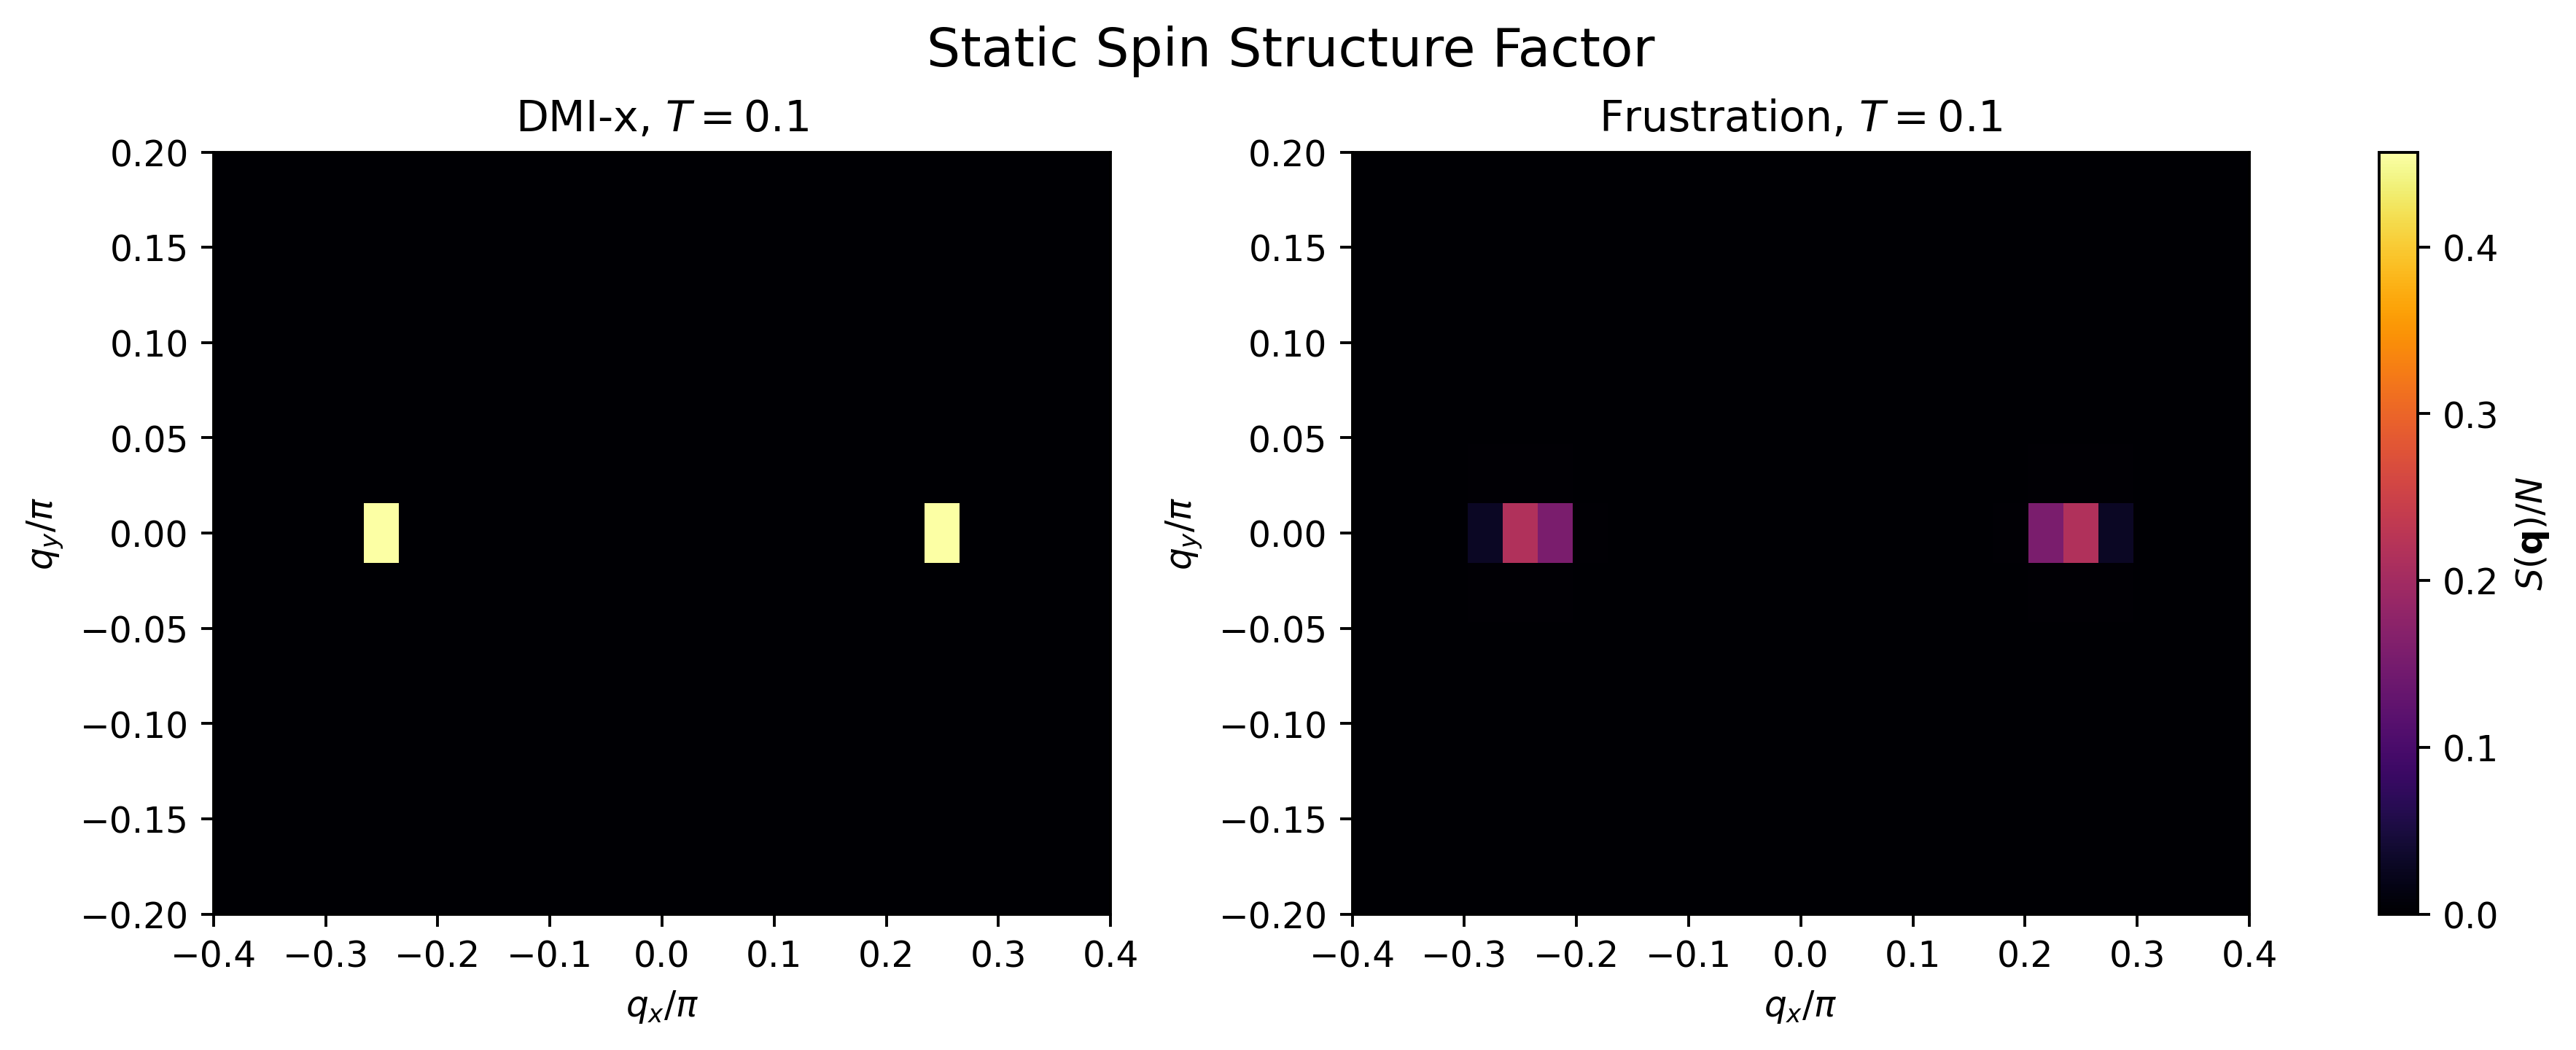 Static Spin Structure Factor
DMI-x, T = 0.1
0.20
0.15
0.10
0.05
0.00
−0.05
−0.10
−0.15
−0.20
q_y/π
−0.4 −0.3 −0.2 −0.1 0.0 0.1 0.2 0.3 0.4
q_x/π
Frustration, T = 0.1
0.20
0.15
0.10
0.05
0.00
−0.05
−0.10
−0.15
−0.20
q_y/π
−0.4 −0.3 −0.2 −0.1 0.0 0.1 0.2 0.3 0.4
q_x/π
0.4
0.3
0.2
0.1
0.0
S(q)/N